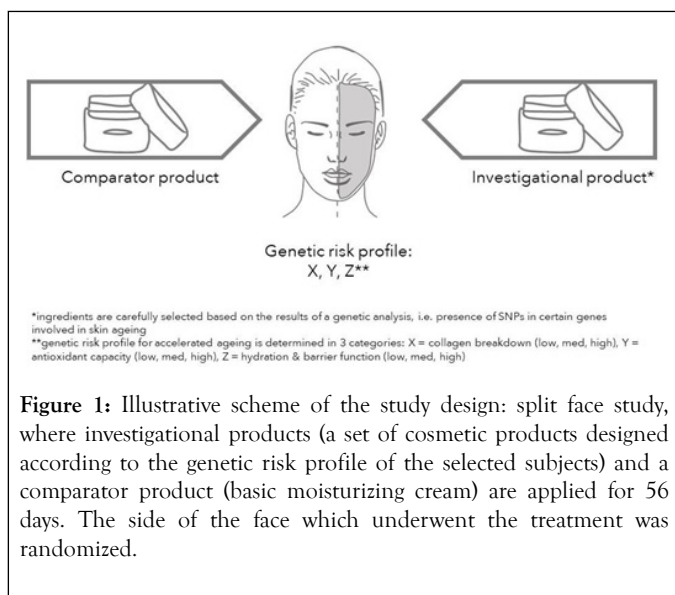 Comparator product
Investigational product*
Genetic risk profile:
X, Y, Z**
*ingredients are carefully selected based on the results of a genetic analysis, i.e. presence of SNPs in certain genes
involved in skin ageing
**genetic risk profile for accelerated ageing is determined in 3 categories: X = collagen breakdown (low, med, high), Y =
antioxidant capacity (low, med, high), Z = hydration & barrier function (low, med, high)
Figure 1: Illustrative scheme of the study design: split face study,
where investigational products (a set of cosmetic products designed
according to the genetic risk profile of the selected subjects) and a
comparator product (basic moisturizing cream) are applied for 56
days. The side of the face which underwent the treatment was
randomized.